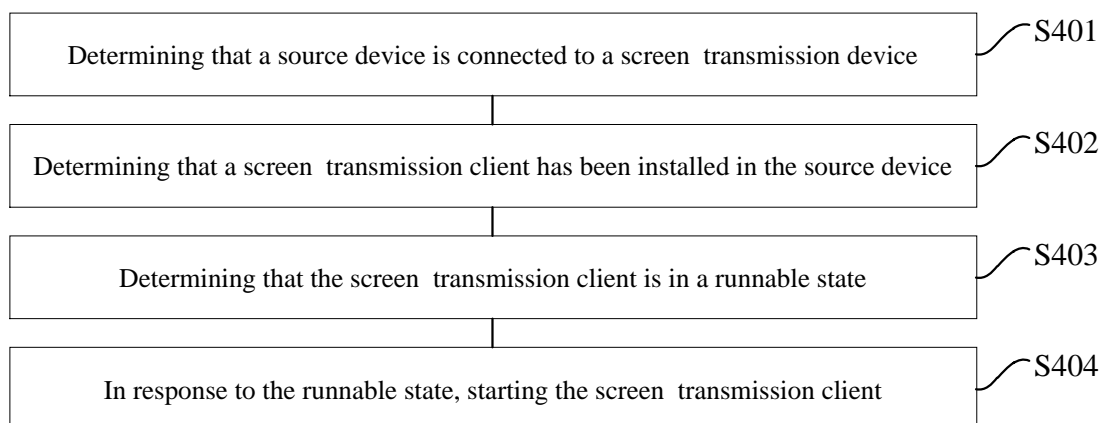 Determining that a source device is connected to a screen transmission device
S401
Determining that a screen transmission client has been installed in the source device
S402
Determining that the screen transmission client is in a runnable state
S403
In response to the runnable state, starting the screen transmission client
S404